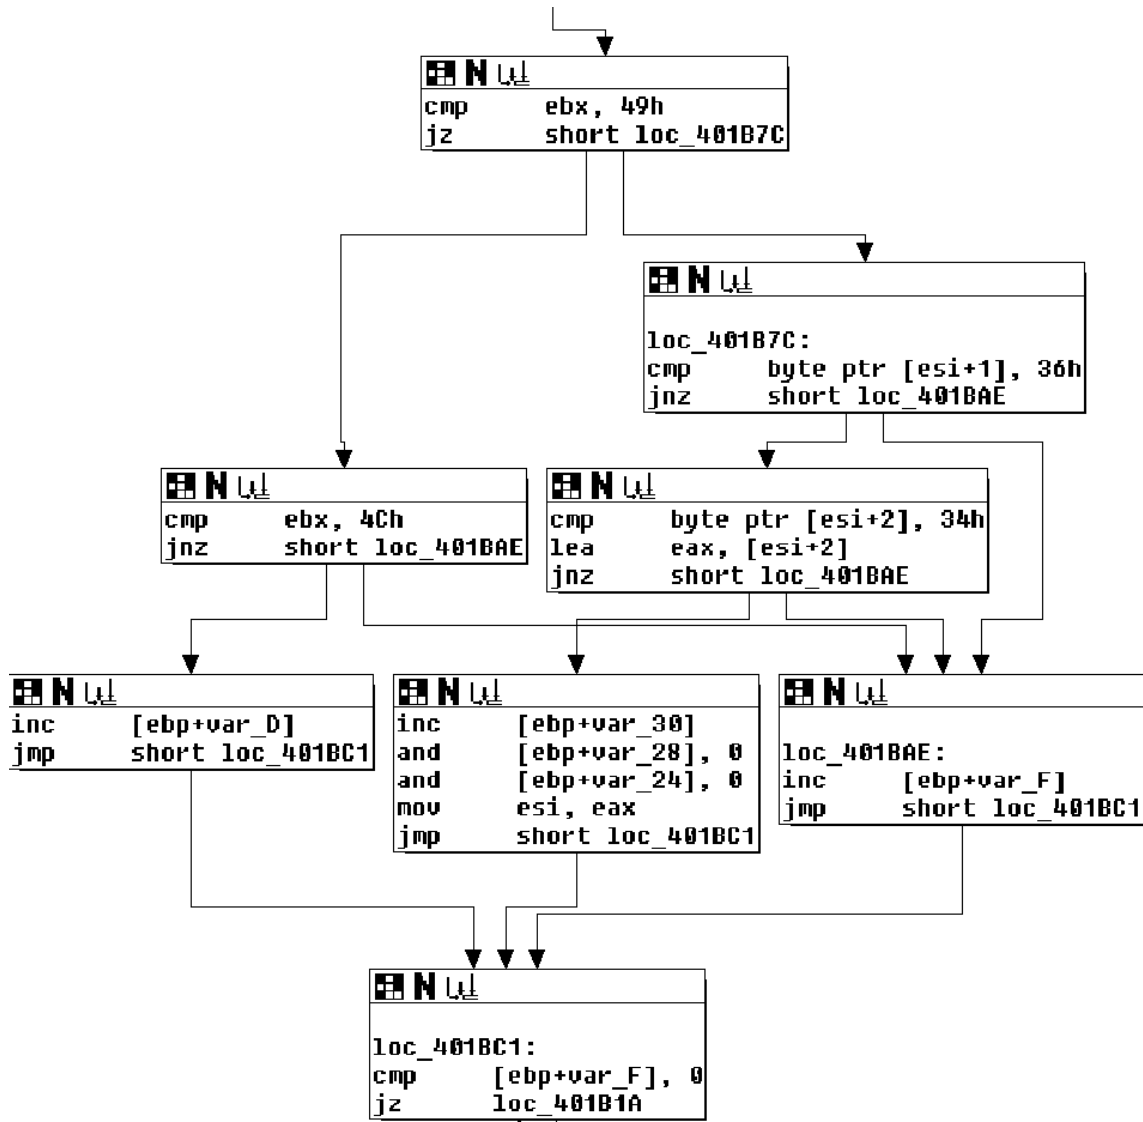 N
cmp ebx, 49h
jz short loc_401B7C
N
loc_401B7C:
cmp byte ptr [esi+1], 36h
jnz short loc_401BAE
N
cmp ebx, 4Ch
jnz short loc_401BAE
N
cmp byte ptr [esi+2], 34h
lea eax, [esi+2]
jnz short loc_401BAE
N
inc [ebp+var_D]
jmp short loc_401BC1
N
inc [ebp+var_30]
and [ebp+var_28], 0
and [ebp+var_24], 0
mov esi, eax
jmp short loc_401BC1
N
loc_401BAE:
inc [ebp+var_F]
jmp short loc_401BC1
N
loc_401BC1:
cmp [ebp+var_F], 0
jz loc_401B1A